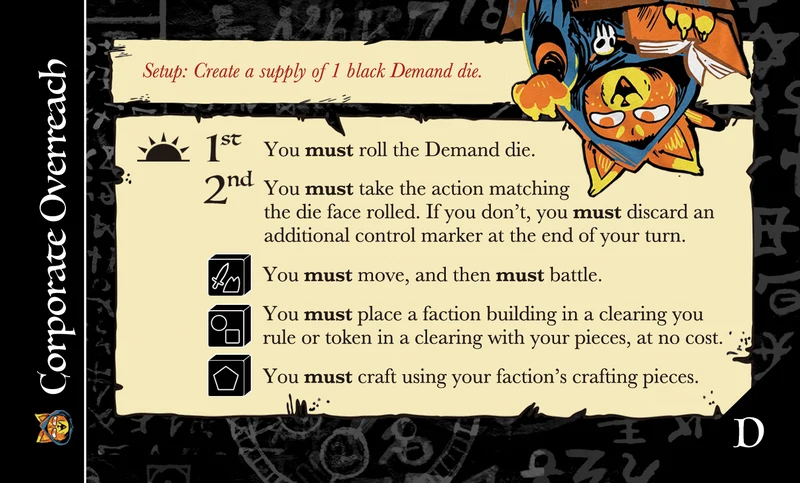 Corporate Overreach
Setup: Create a supply of 1 black Demand die.
1st You must roll the Demand die.
2nd You must take the action matching
the die face rolled. If you don't, you must discard an
additional control marker at the end of your turn.
You must move, and then must battle.
You must place a faction building in a clearing you
rule or token in a clearing with your pieces, at no cost.
You must craft using your faction's crafting pieces.
D